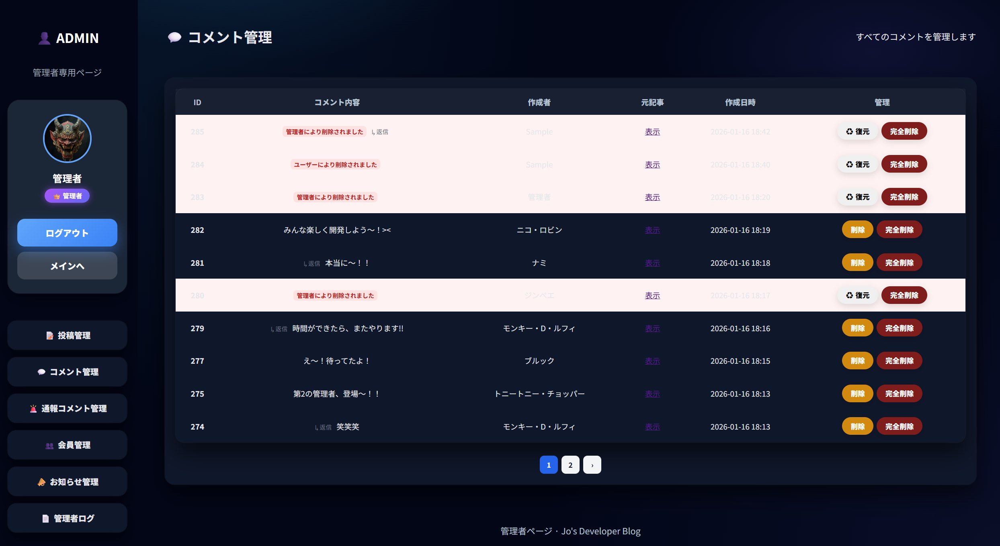 ADMIN
管理者専用ページ
管理者
管理者
ログアウト
メインへ
投稿管理
コメント管理
通報コメント管理
会員管理
お知らせ管理
管理者ログ
コメント管理
すべてのコメントを管理します
ID コメント内容 作成者 元記事 作成日時 管理
285 管理者により削除されました ↳返信 Sample 表示 2026-01-16 18:42 ♻ 復元 完全削除
284 ユーザーにより削除されました Sample 表示 2026-01-16 18:40 ♻ 復元 完全削除
283 管理者により削除されました 管理者 表示 2026-01-16 18:20 ♻ 復元 完全削除
282 みんな楽しく開発しよう～！>< ニコ・ロビン 表示 2026-01-16 18:19 削除 完全削除
281 ↳返信 本当に～！！ ナミ 表示 2026-01-16 18:18 削除 完全削除
280 管理者により削除されました ジンベエ 表示 2026-01-16 18:17 ♻ 復元 完全削除
279 ↳返信 時間ができたら、またやります!! モンキー・D・ルフィ 表示 2026-01-16 18:16 削除 完全削除
277 え～！待ってたよ！ ブルック 表示 2026-01-16 18:15 削除 完全削除
275 第2の管理者、登場～！！ トニートニー・チョッパー 表示 2026-01-16 18:13 削除 完全削除
274 ↳返信 笑笑笑 モンキー・D・ルフィ 表示 2026-01-16 18:13 削除 完全削除
1 2 ›
管理者ページ · Jo's Developer Blog